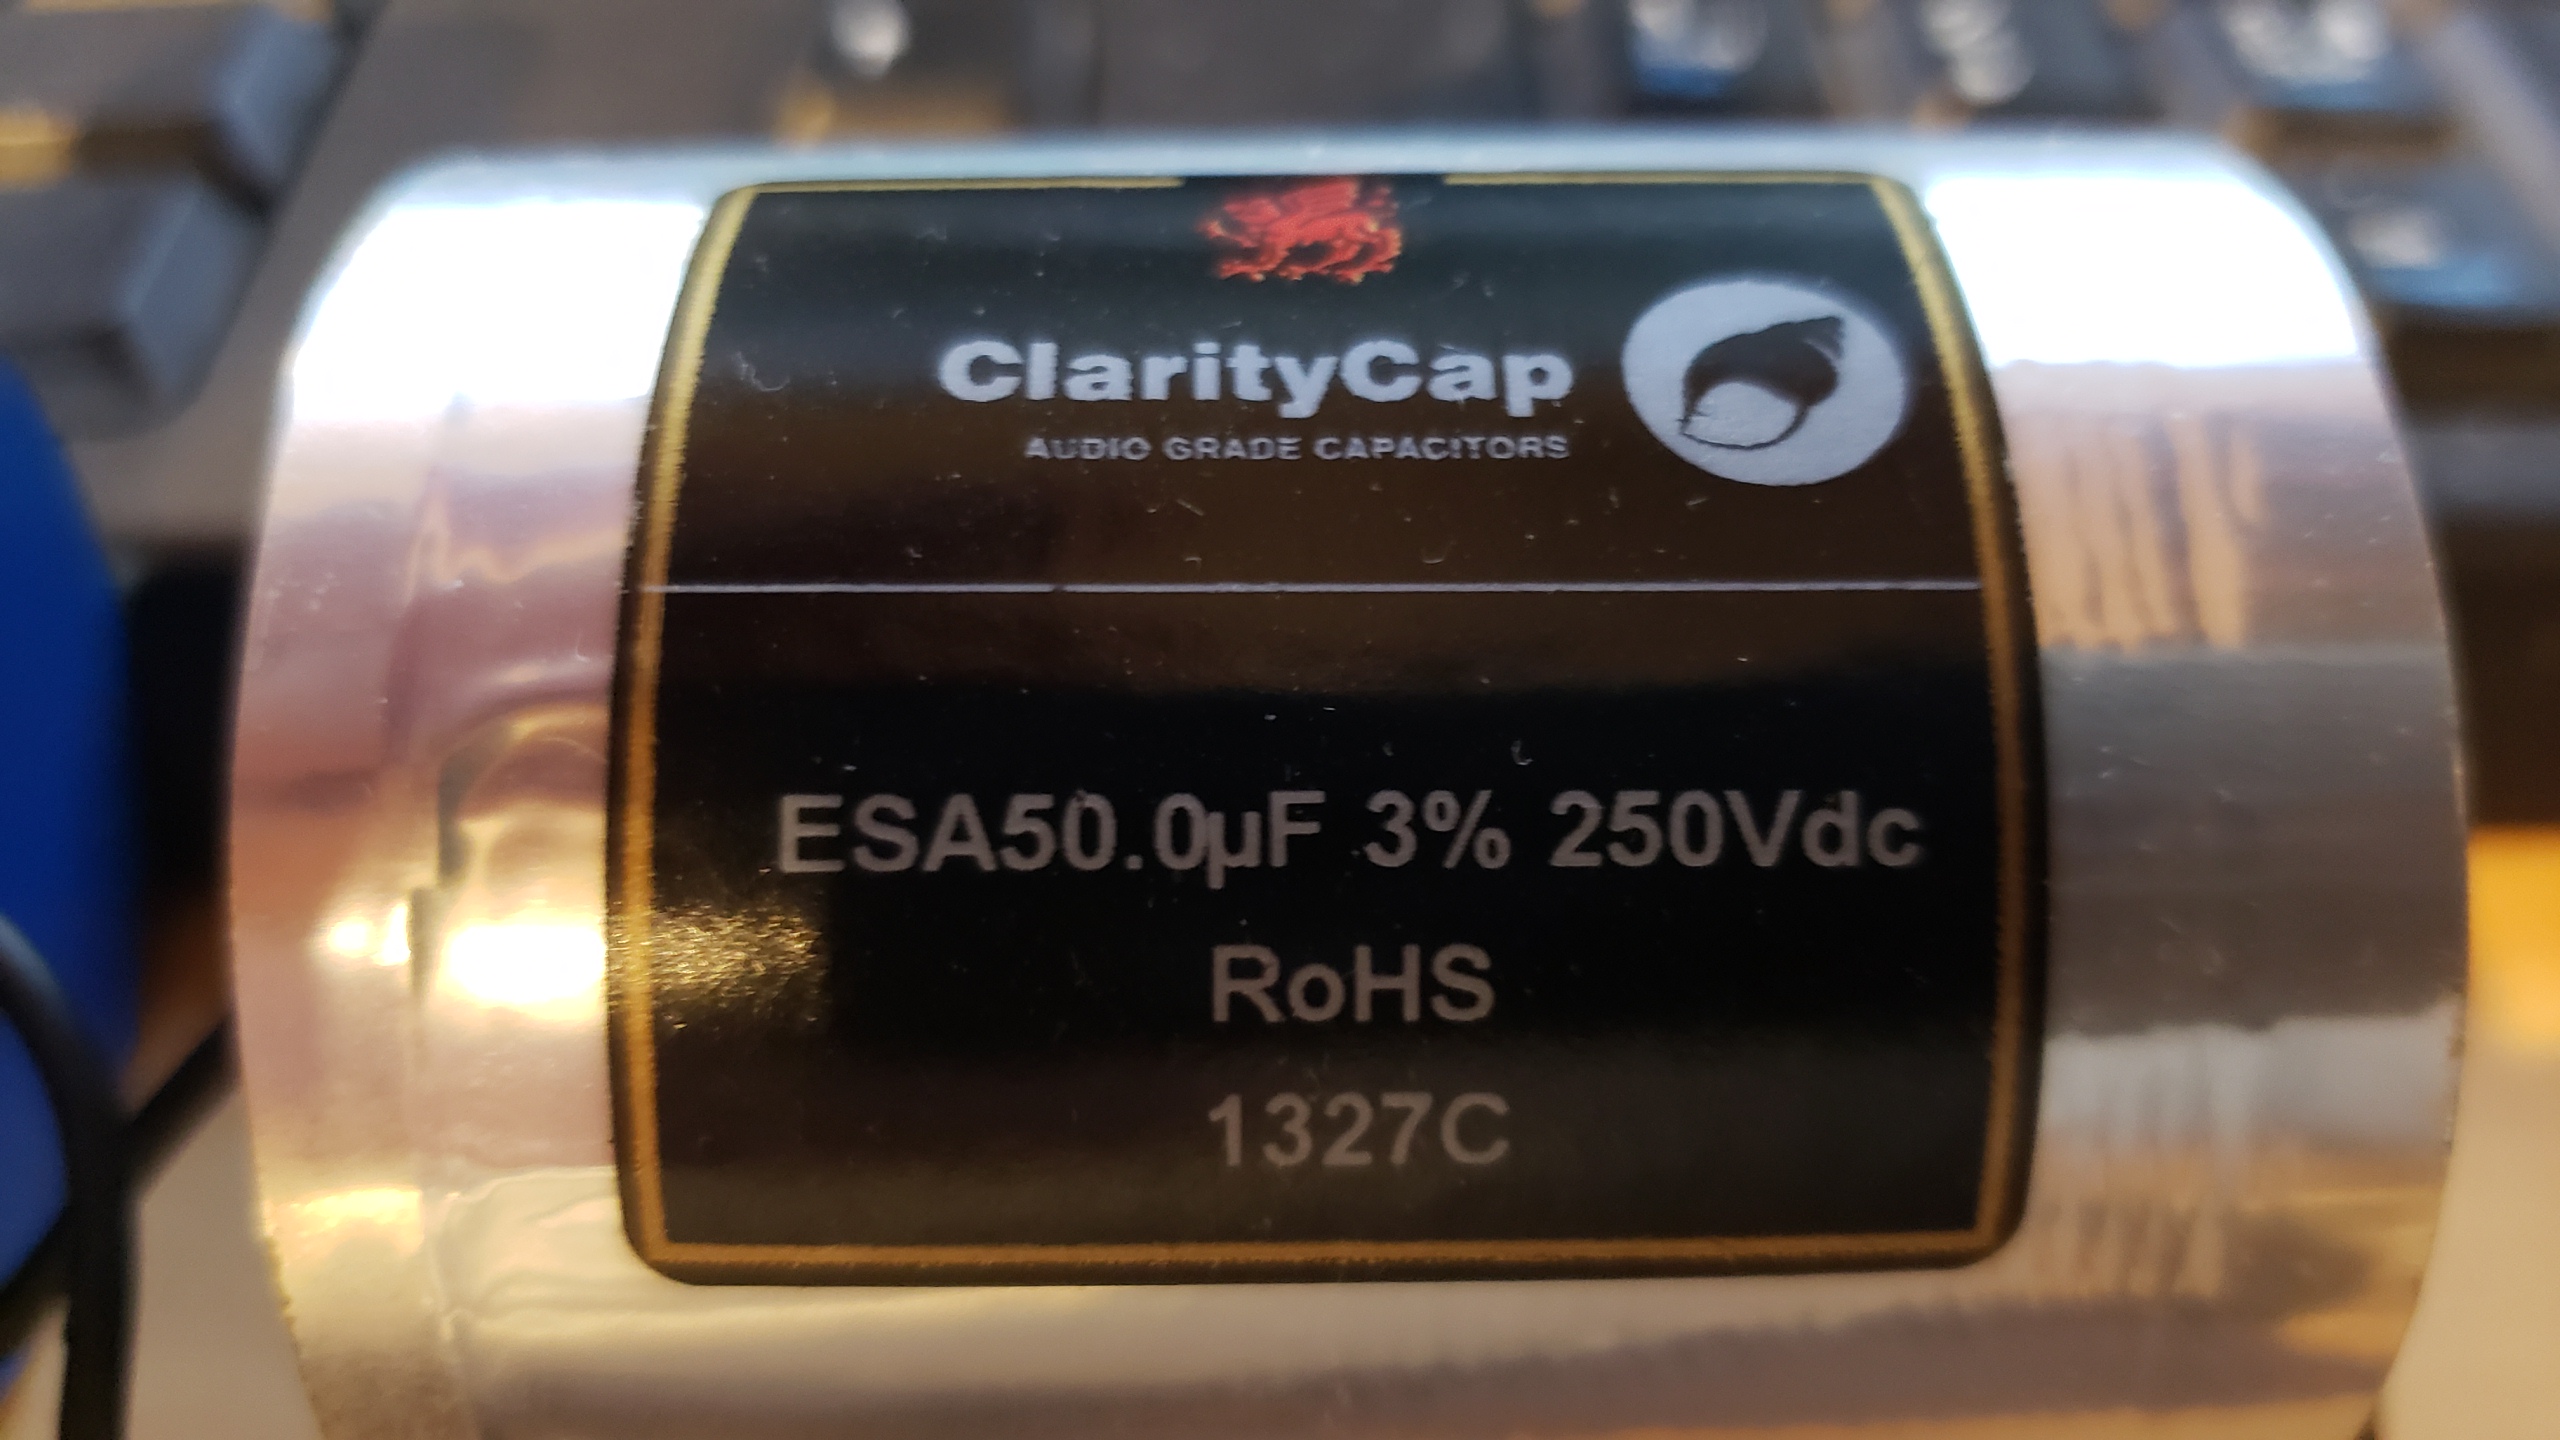 ClarityCap
AUDIO GRADE CAPACITORS
ESA50.0µF 3% 250Vdc
RoHS
1327C